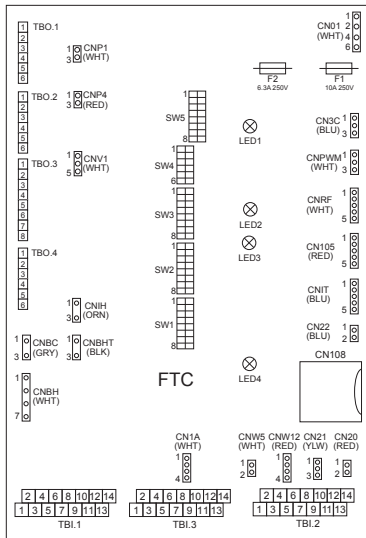 TBO.1
1
2
3
4
5
6
CNP1
(WHT)
1
3
CN01
(WHT)
1
2
4
6
F2
6.3A 250V
F1
10A 250V
TBO.2
1
2
3
4
5
6
CNP4
(RED)
1
3
SW5
1
8
LED1
CN3C
(BLU)
1
3
TBO.3
1
2
3
4
5
6
7
8
CNV1
(WHT)
1
5
SW4
1
6
CNPWM
(WHT)
1
3
SW3
1
8
LED2
CNRF
(WHT)
1
5
TBO.4
1
2
3
4
5
6
SW2
1
8
LED3
CN105
(RED)
1
5
CNIH
(ORN)
1
3
SW1
1
8
CNIT
(BLU)
1
5
CNBC
(GRY)
1
3
CNBHT
(BLK)
1
3
CN22
(BLU)
1
2
CNBH
(WHT)
1
7
FTC
LED4
CN108
CN1A
(WHT)
1
4
CNW5
(WHT)
1
2
CNW12
(RED)
1
4
CN21
(YLW)
1
3
CN20
(RED)
1
2
2 4 6 8 10 12 14
1 3 5 7 9 11 13
TBI.1
2 4 6 8 10 12 14
1 3 5 7 9 11 13
TBI.3
2 4 6 8 10 12 14
1 3 5 7 9 11 13
TBI.2